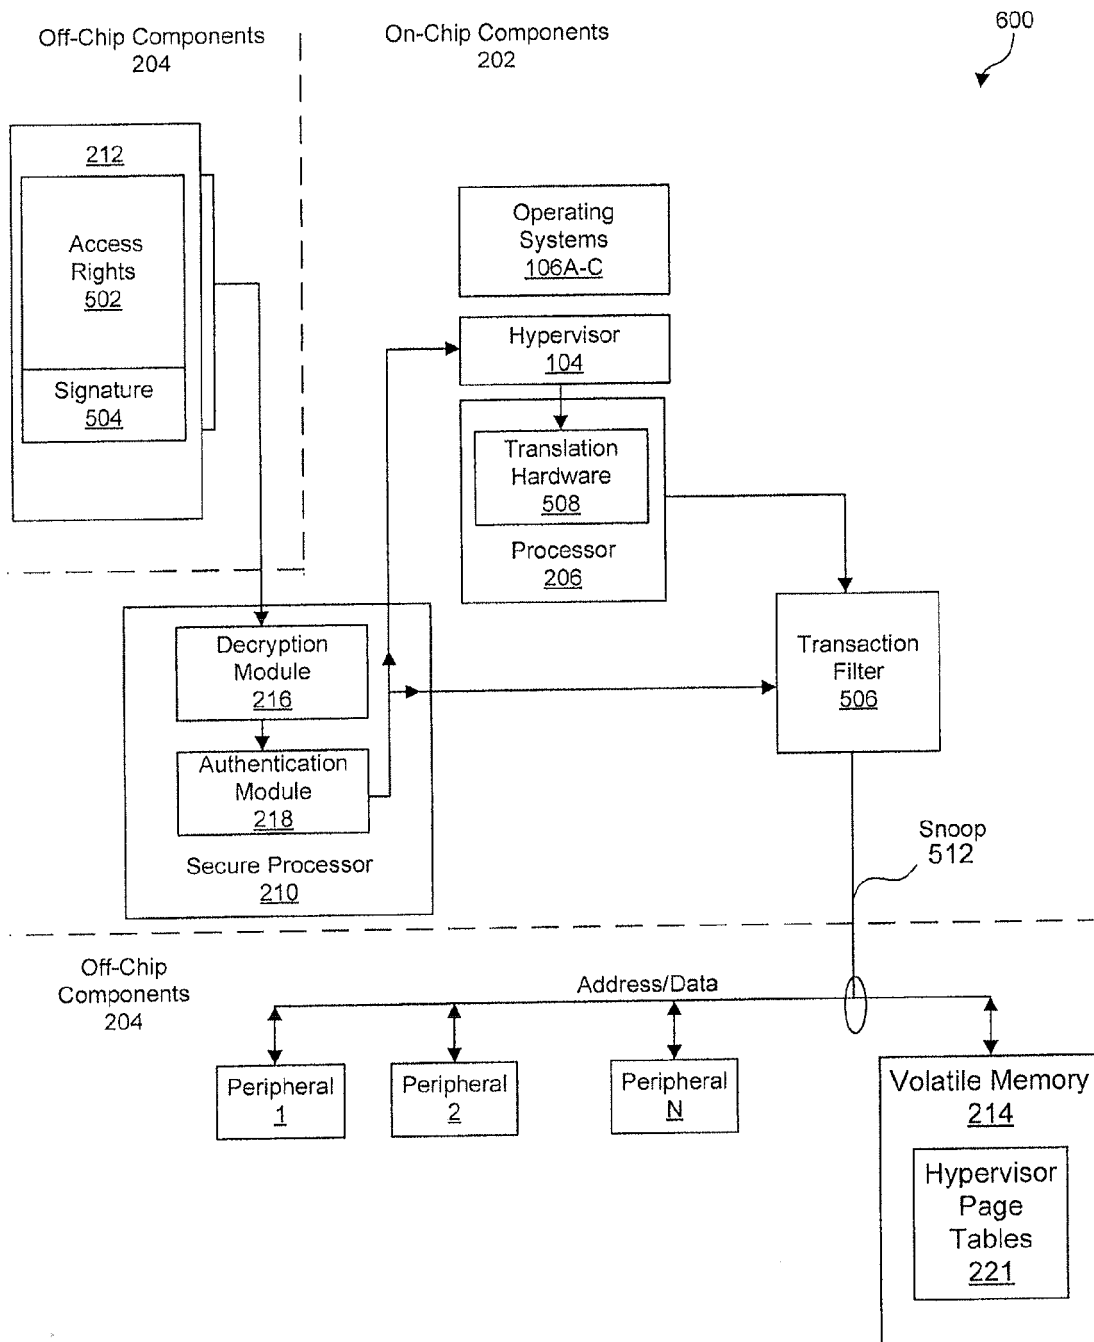 Off-Chip Components
204
On-Chip Components
202
600
212
Access
Rights
502
Signature
504
Operating
Systems
106A-C
Hypervisor
104
Translation
Hardware
508
Processor
206
Decryption
Module
216
Authentication
Module
218
Secure Processor
210
Transaction
Filter
506
Snoop
512
Off-Chip
Components
204
Address/Data
Peripheral
1
Peripheral
2
Peripheral
N
Volatile Memory
214
Hypervisor
Page
Tables
221